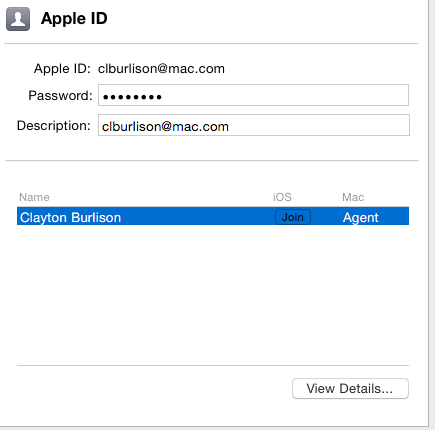 Apple ID
Apple ID: clburlison@mac.com
Password: ••••••••
Description: clburlison@mac.com
Name iOS Mac
Clayton Burlison Join Agent
View Details...